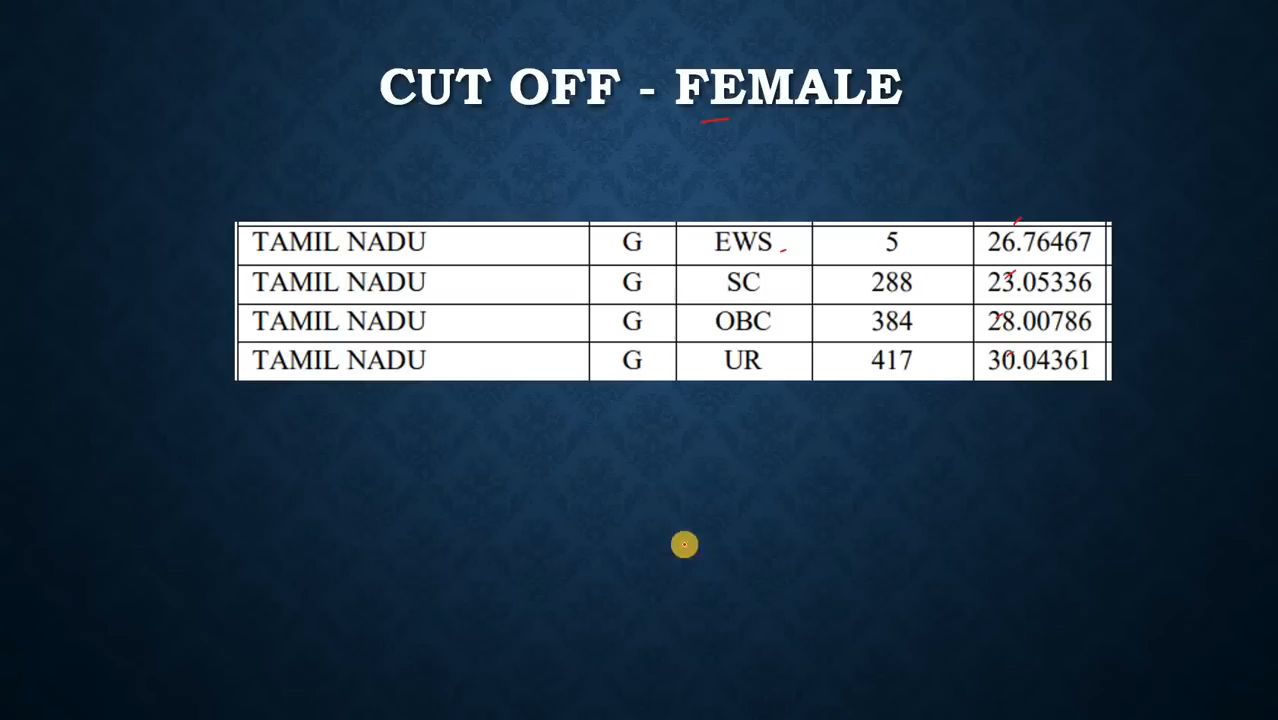 CUT OFF - FEMALE
TAMIL NADU G EWS 5 26.76467
TAMIL NADU G SC 288 23.05336
TAMIL NADU G OBC 384 28.00786
TAMIL NADU G UR 417 30.04361